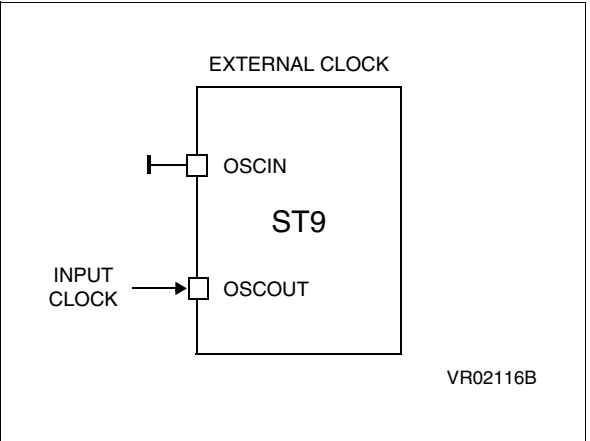 EXTERNAL CLOCK
OSCIN
ST9
INPUT
CLOCK
OSCOUT
VR02116B